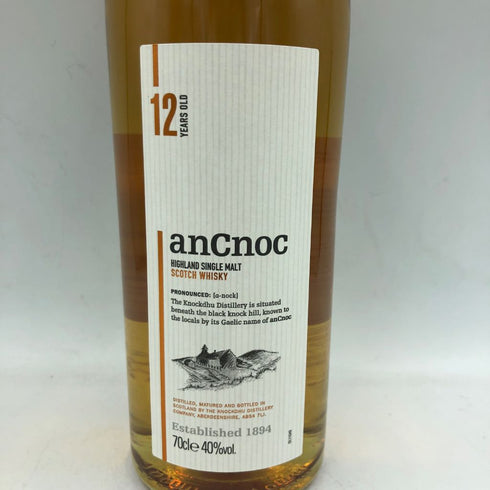 12
YEARS OLD
anCnoc
HIGHLAND SINGLE MALT
SCOTCH WHISKY
PRONOUNCED: [a-nock]
The Knockdhu Distillery is situated
beneath the black knock hill, known to
the locals by its Gaelic name of anCnoc
DISTILLED, MATURED AND BOTTLED IN
SCOTLAND BY THE KNOCKDHU DISTILLERY
COMPANY, ABERDEENSHIRE, AB54 7LJ.
Established 1894
70cl e 40%vol.